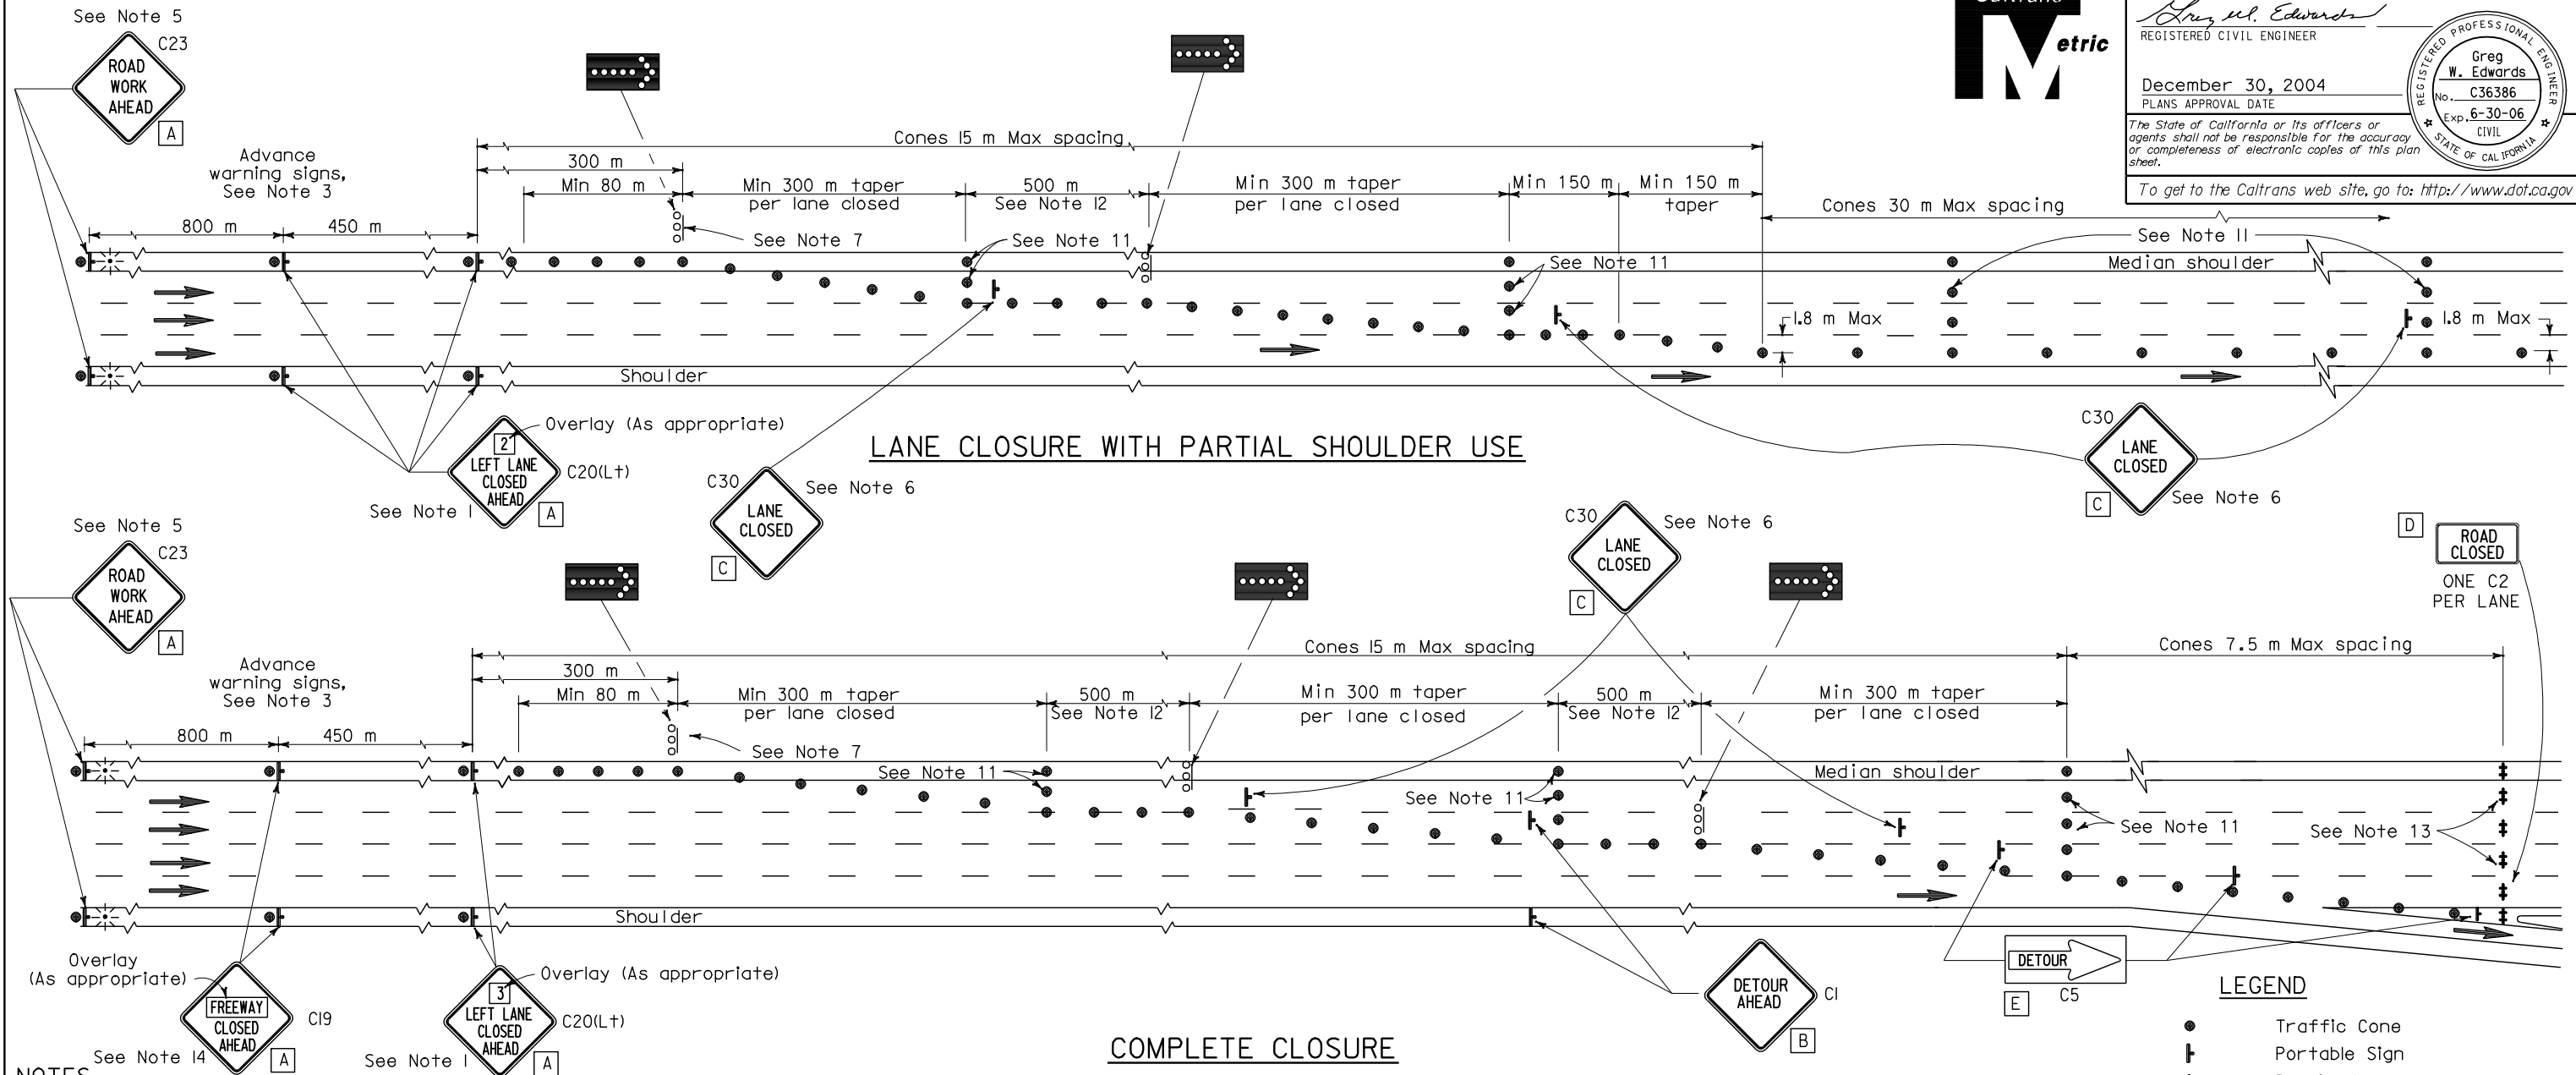 See Note 5
C23
ROAD
WORK
AHEAD
A
Advance
warning signs,
See Note 3
800 m
450 m
Cones 15 m Max spacing
300 m
Min 80 m
Min 300 m taper
per lane closed
500 m
See Note 12
Min 300 m taper
per lane closed
Min 150 m
Min 150 m
taper
Cones 30 m Max spacing
See Note 7
See Note 11
See Note 11
See Note 11
Median shoulder
1.8 m Max
1.8 m Max
Shoulder
2
LEFT LANE
CLOSED
AHEAD
Overlay (As appropriate)
C20(Lt)
See Note 1
A
LANE CLOSURE WITH PARTIAL SHOULDER USE
C30
See Note 6
LANE
CLOSED
C
C30
LANE
CLOSED
C
See Note 6
etric
Greg W. Edwards
REGISTERED CIVIL ENGINEER
December 30, 2004
PLANS APPROVAL DATE
REGISTERED PROFESSIONAL ENGINEER
Greg
W. Edwards
No. C36386
Exp. 6-30-06
CIVIL
STATE OF CALIFORNIA
The State of California or its officers or
agents shall not be responsible for the accuracy
or completeness of electronic copies of this plan
sheet.
To get to the Caltrans web site, go to: http://www.dot.ca.gov
See Note 5
C23
ROAD
WORK
AHEAD
A
Advance
warning signs,
See Note 3
800 m
450 m
Cones 15 m Max spacing
Cones 7.5 m Max spacing
300 m
Min 80 m
Min 300 m taper
per lane closed
500 m
See Note 12
Min 300 m taper
per lane closed
500 m
See Note 12
Min 300 m taper
per lane closed
C30
See Note 6
LANE
CLOSED
C
D
ROAD
CLOSED
ONE C2
PER LANE
See Note 7
See Note 11
See Note 11
See Note 11
See Note 13
Median shoulder
Shoulder
Overlay
(As appropriate)
FREEWAY
CLOSED
AHEAD
C19
See Note 14
A
3
LEFT LANE
CLOSED
AHEAD
Overlay (As appropriate)
C20(Lt)
See Note 1
A
COMPLETE CLOSURE
DETOUR
AHEAD
C1
B
DETOUR
E
C5
LEGEND
Traffic Cone
Portable Sign